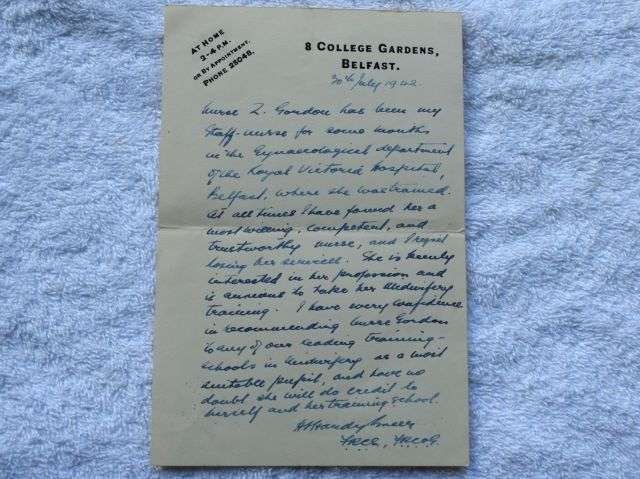 AT HOME
2-4 P.M.
OR BY APPOINTMENT.
PHONE 28048.
8 COLLEGE GARDENS,
BELFAST.
30th July 1942.
Nurse Z. Gordon has been my
Staff-nurse for some months
in the Gynaecological department
of the Royal Victoria Hospital,
Belfast, where she was trained.
At all times I have found her a
most willing, competent, and
trustworthy nurse, and I regret
losing her services. She is keenly
interested in her profession and
is anxious to take her Midwifery
training. I have every confidence
in recommending Nurse Gordon
to any of our leading training-
schools in Midwifery as a most
suitable pupil, and have no
doubt she will do credit to
herself and her training school.